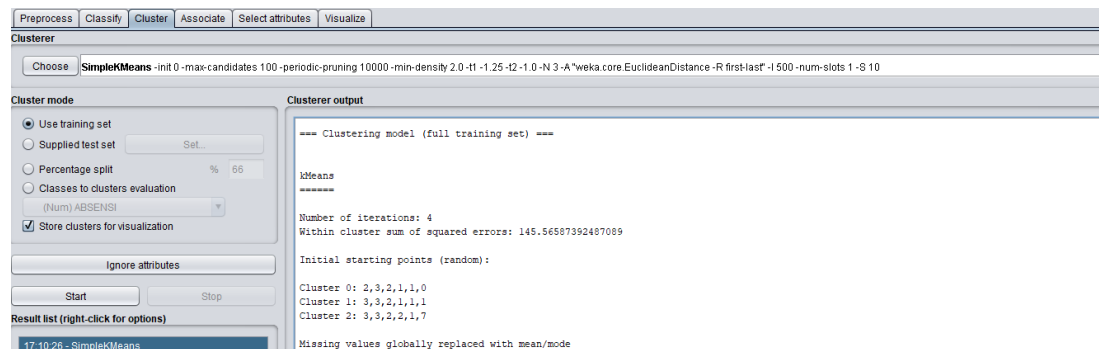 Preprocess Classify Cluster Associate Select attributes Visualize
Clusterer
Choose SimpleKMeans -init 0 -max-candidates 100 -periodic-pruning 10000 -min-density 2.0 -t1 -1.25 -t2 -1.0 -N 3 -A "weka.core.EuclideanDistance -R first-last" -I 500 -num-slots 1 -S 10
Cluster mode
Use training set
Supplied test set Set...
Percentage split % 66
Classes to clusters evaluation
(Num) ABSENSI
Store clusters for visualization
Ignore attributes
Start Stop
Result list (right-click for options)
17:10:26 - SimpleKMeans
Clusterer output
=== Clustering model (full training set) ===
kMeans
======
Number of iterations: 4
Within cluster sum of squared errors: 145.56587392487089
Initial starting points (random):
Cluster 0: 2,3,2,1,1,0
Cluster 1: 3,3,2,1,1,1
Cluster 2: 3,3,2,2,1,7
Missing values globally replaced with mean/mode